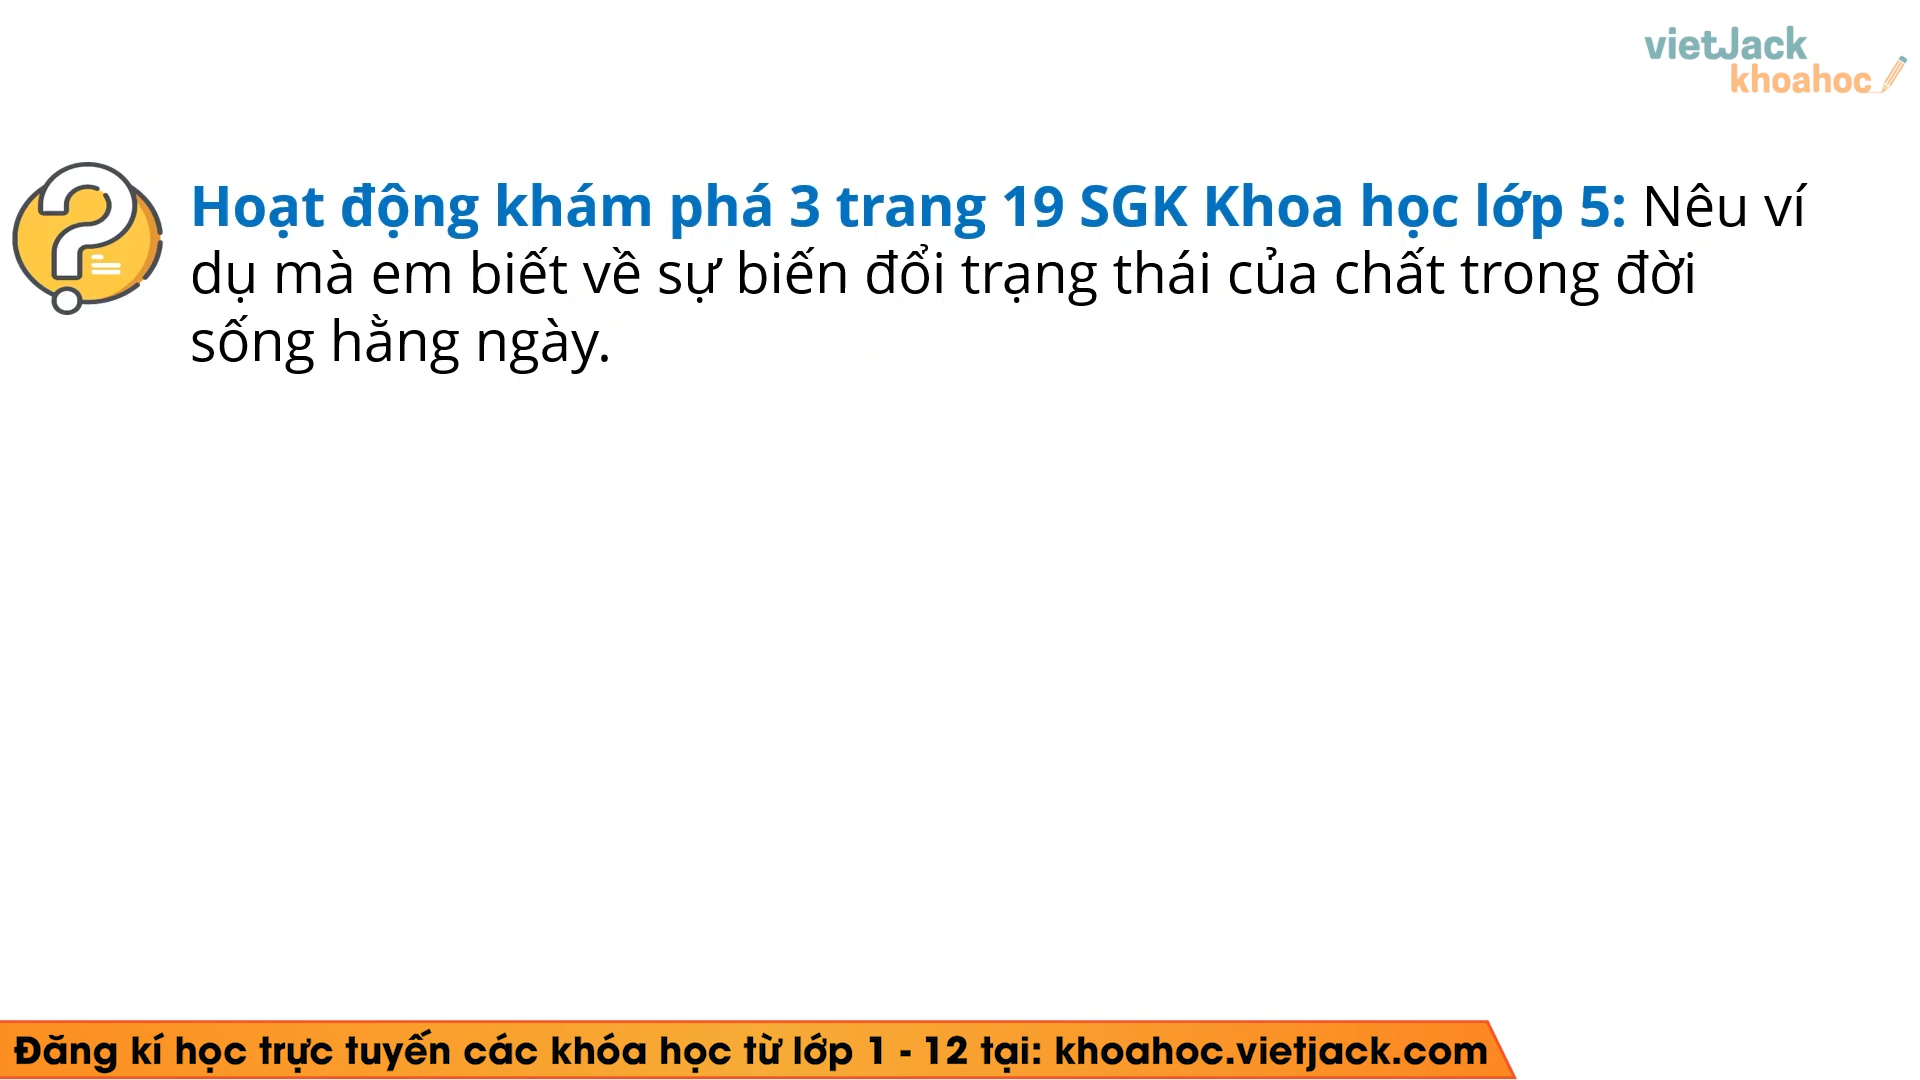 vietJack
khoahoc
Hoạt động khám phá 3 trang 19 SGK Khoa học lớp 5: Nêu ví
dụ mà em biết về sự biến đổi trạng thái của chất trong đời
sống hằng ngày.
Đăng kí học trực tuyến các khóa học từ lớp 1 - 12 tại: khoahoc.vietjack.com